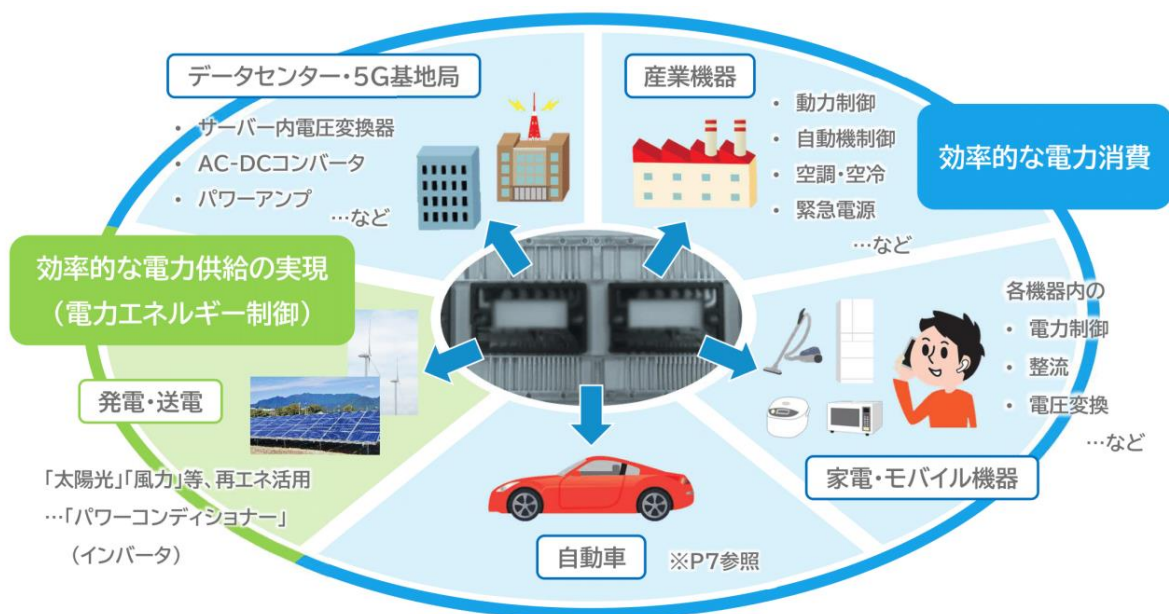 データセンター・5G基地局
• サーバー内電圧変換器
• AC-DCコンバータ
• パワーアンプ
…など
産業機器
• 動力制御
• 自動機制御
• 空調・空冷
• 緊急電源
…など
効率的な電力消費
効率的な電力供給の実現
（電力エネルギー制御）
発電・送電
「太陽光」「風力」等、再エネ活用
…「パワーコンディショナー」
（インバータ）
各機器内の
• 電力制御
• 整流
• 電圧変換
…など
家電・モバイル機器
自動車
※P7参照